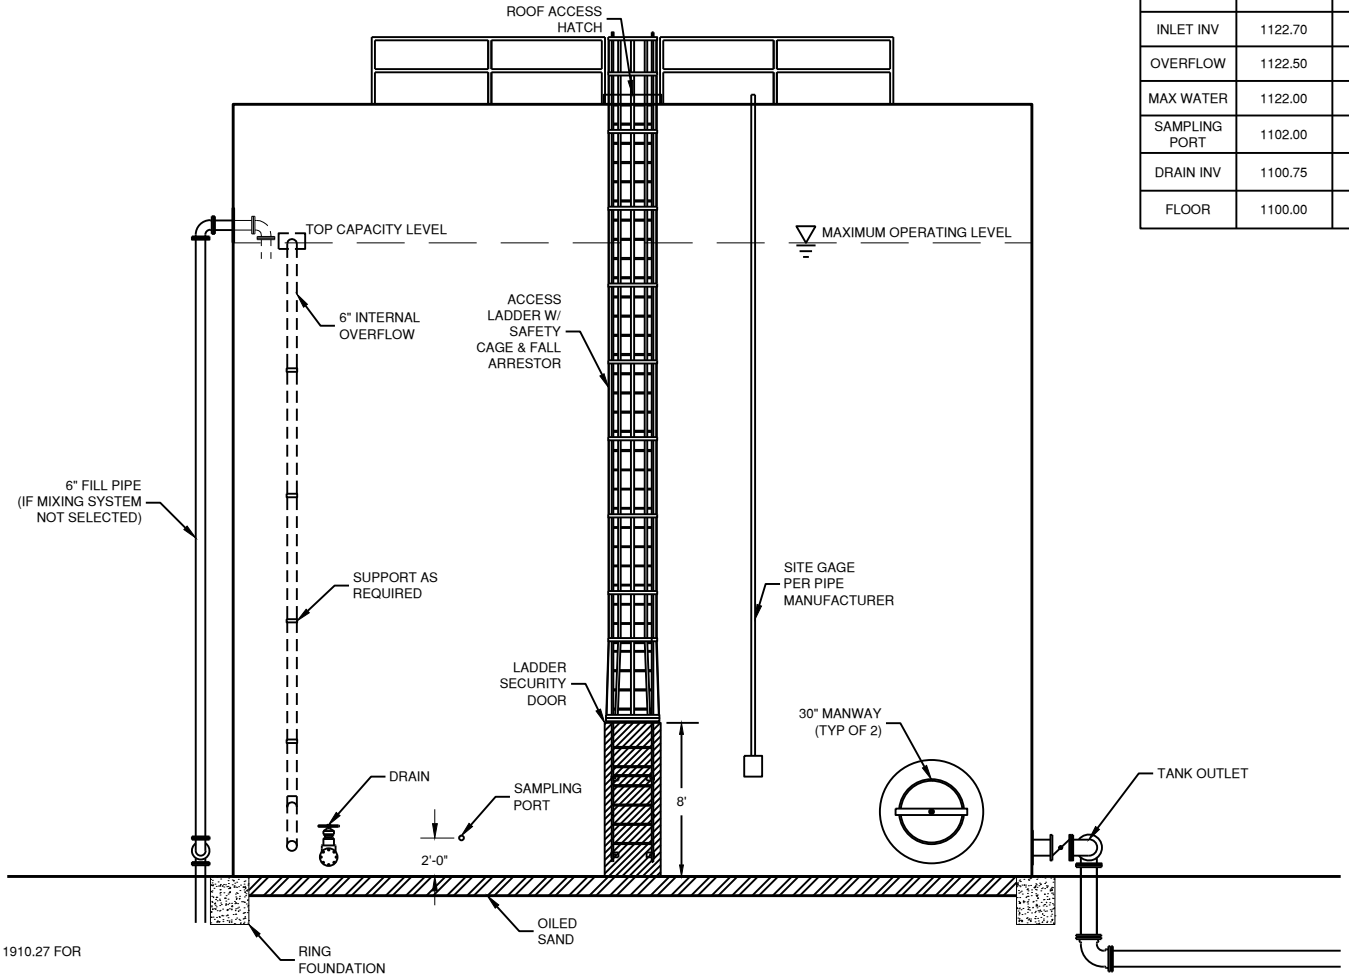 ROOF ACCESS
HATCH
INLET INV 1122.70
OVERFLOW 1122.50
MAX WATER 1122.00
SAMPLING
PORT 1102.00
DRAIN INV 1100.75
FLOOR 1100.00
TOP CAPACITY LEVEL
MAXIMUM OPERATING LEVEL
6" INTERNAL
OVERFLOW
ACCESS
LADDER W/
SAFETY
CAGE & FALL
ARRESTOR
6" FILL PIPE
(IF MIXING SYSTEM
NOT SELECTED)
SUPPORT AS
REQUIRED
SITE GAGE
PER PIPE
MANUFACTURER
LADDER
SECURITY
DOOR
30" MANWAY
(TYP OF 2)
DRAIN
SAMPLING
PORT
8'
TANK OUTLET
2'-0"
OILED
SAND
1910.27 FOR
RING
FOUNDATION